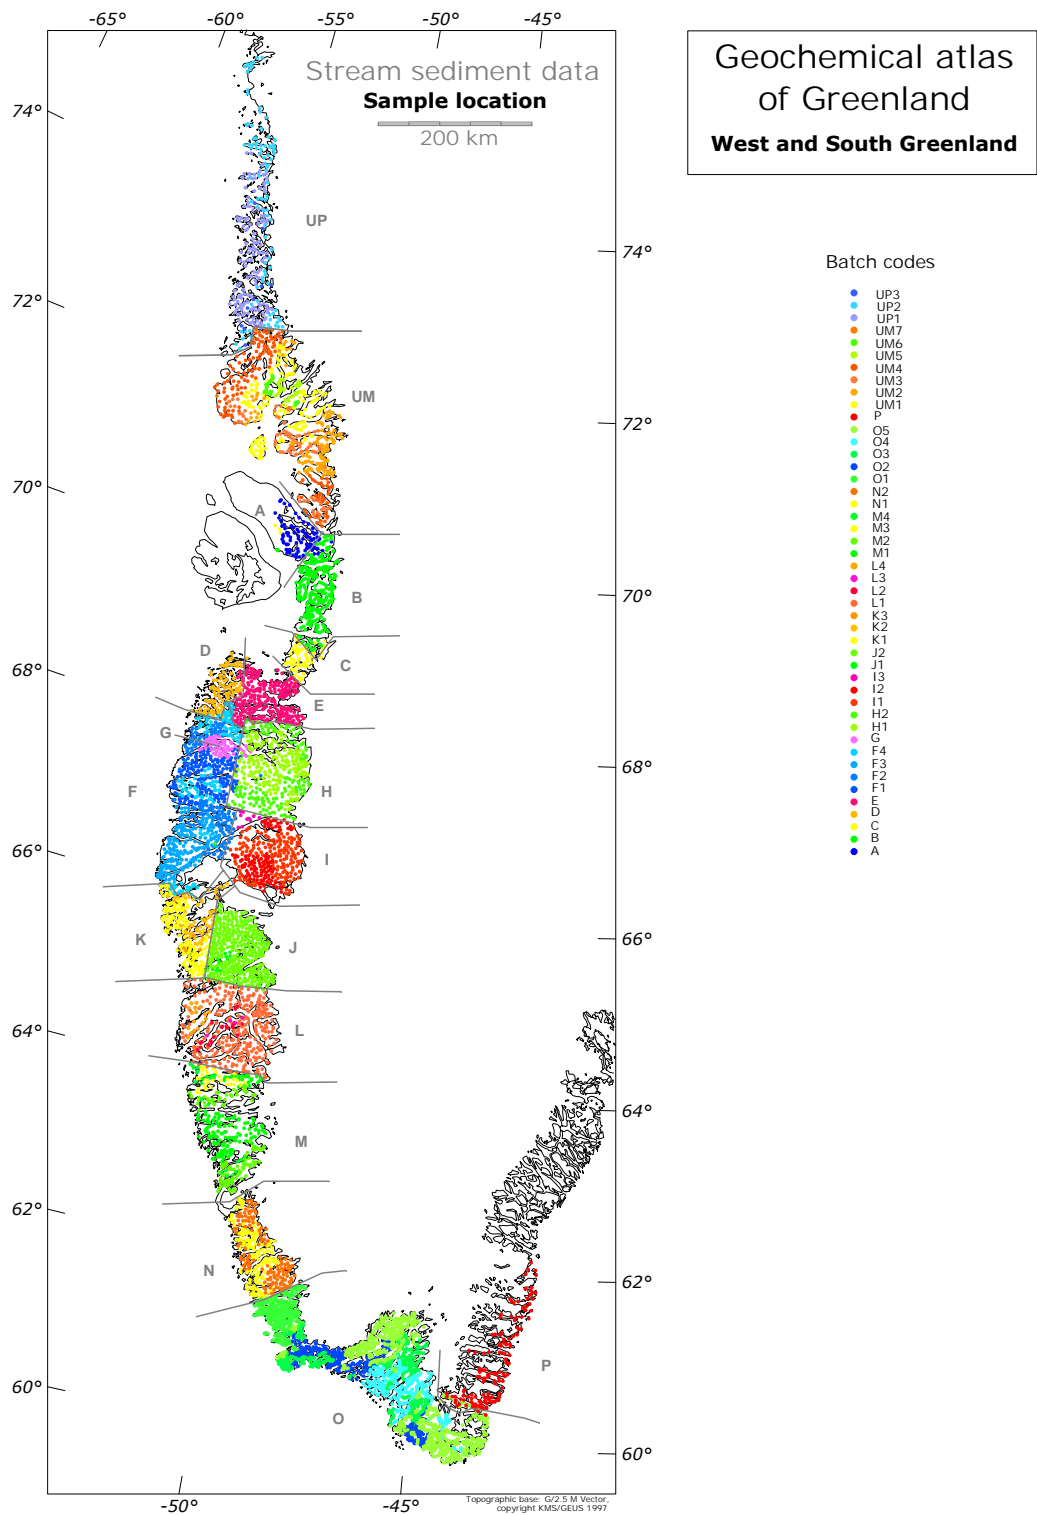 -65°
-60°
-55°
-50°
-45°
Stream sediment data
Sample location
200 km
Geochemical atlas
of Greenland
West and South Greenland
74°
72°
70°
68°
66°
64°
62°
60°
74°
72°
70°
68°
66°
64°
62°
60°
UP
UM
A
B
D
C
E
G
F
H
I
K
J
L
M
N
P
O
Batch codes
UP3
UP2
UP1
UM7
UM6
UM5
UM4
UM3
UM2
UM1
P
O5
O4
O3
O2
O1
N2
N1
M4
M3
M2
M1
L4
L3
L2
L1
K3
K2
K1
J2
J1
I3
I2
I1
H2
H1
G
F4
F3
F2
F1
E
D
C
B
A
Topographic base: G/2.5 M Vector,
copyright KMS/GEUS 1997
-50°
-45°